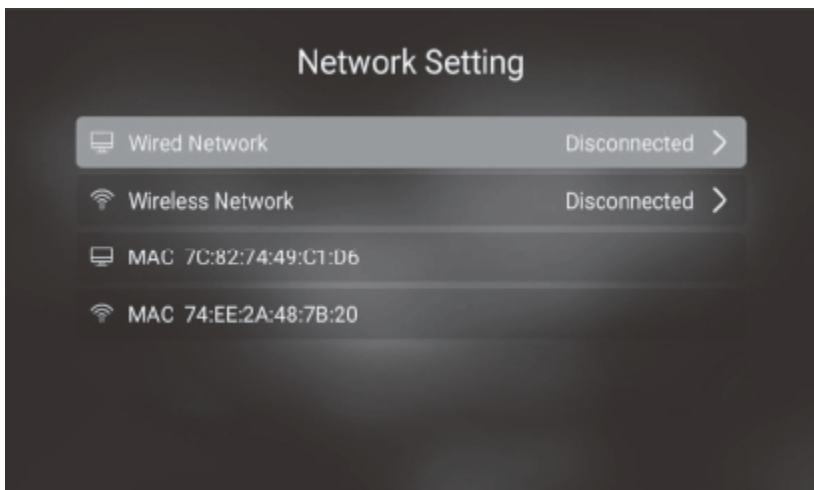 Network Setting
Wired Network Disconnected
Wireless Network Disconnected
MAC 7C:82:74:49:C1:D6
MAC 74:EE:2A:48:7B:20